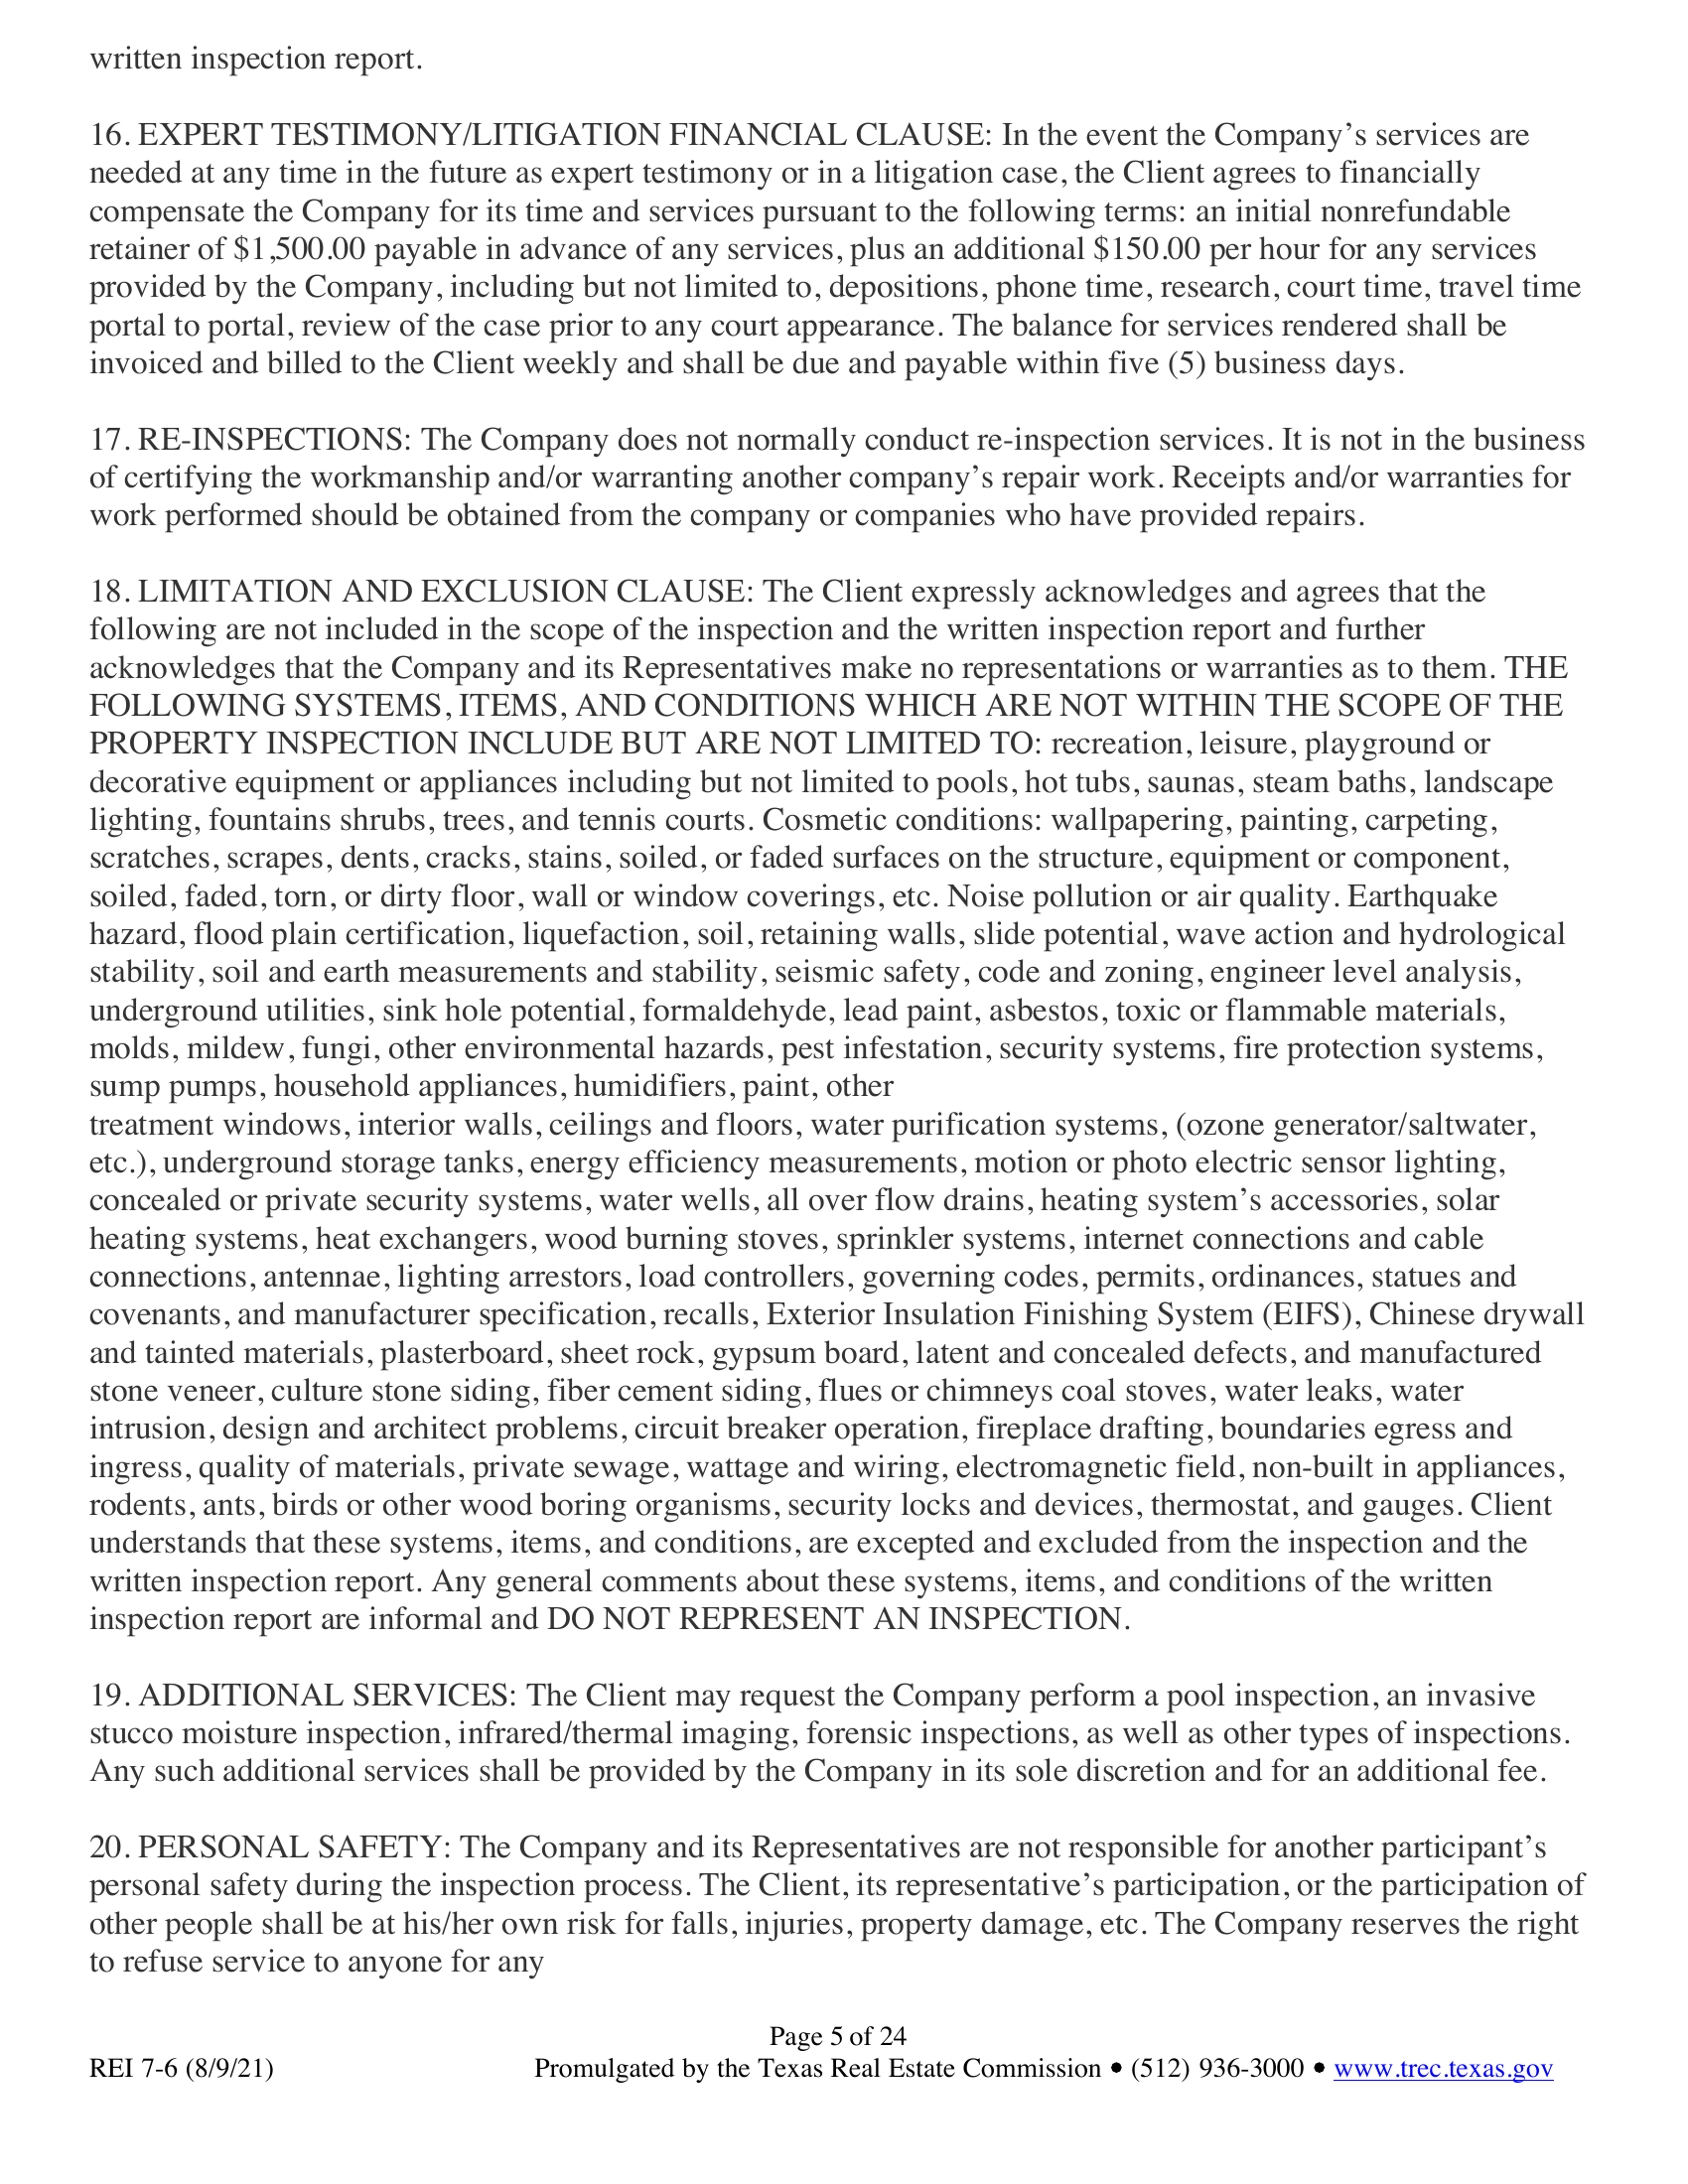 written inspection report.
16. EXPERT TESTIMONY/LITIGATION FINANCIAL CLAUSE: In the event the Company’s services are
needed at any time in the future as expert testimony or in a litigation case, the Client agrees to financially
compensate the Company for its time and services pursuant to the following terms: an initial nonrefundable
retainer of $1,500.00 payable in advance of any services, plus an additional $150.00 per hour for any services
provided by the Company, including but not limited to, depositions, phone time, research, court time, travel time
portal to portal, review of the case prior to any court appearance. The balance for services rendered shall be
invoiced and billed to the Client weekly and shall be due and payable within five (5) business days.
17. RE-INSPECTIONS: The Company does not normally conduct re-inspection services. It is not in the business
of certifying the workmanship and/or warranting another company’s repair work. Receipts and/or warranties for
work performed should be obtained from the company or companies who have provided repairs.
18. LIMITATION AND EXCLUSION CLAUSE: The Client expressly acknowledges and agrees that the
following are not included in the scope of the inspection and the written inspection report and further
acknowledges that the Company and its Representatives make no representations or warranties as to them. THE
FOLLOWING SYSTEMS, ITEMS, AND CONDITIONS WHICH ARE NOT WITHIN THE SCOPE OF THE
PROPERTY INSPECTION INCLUDE BUT ARE NOT LIMITED TO: recreation, leisure, playground or
decorative equipment or appliances including but not limited to pools, hot tubs, saunas, steam baths, landscape
lighting, fountains shrubs, trees, and tennis courts. Cosmetic conditions: wallpapering, painting, carpeting,
scratches, scrapes, dents, cracks, stains, soiled, or faded surfaces on the structure, equipment or component,
soiled, faded, torn, or dirty floor, wall or window coverings, etc. Noise pollution or air quality. Earthquake
hazard, flood plain certification, liquefaction, soil, retaining walls, slide potential, wave action and hydrological
stability, soil and earth measurements and stability, seismic safety, code and zoning, engineer level analysis,
underground utilities, sink hole potential, formaldehyde, lead paint, asbestos, toxic or flammable materials,
molds, mildew, fungi, other environmental hazards, pest infestation, security systems, fire protection systems,
sump pumps, household appliances, humidifiers, paint, other
treatment windows, interior walls, ceilings and floors, water purification systems, (ozone generator/saltwater,
etc.), underground storage tanks, energy efficiency measurements, motion or photo electric sensor lighting,
concealed or private security systems, water wells, all over flow drains, heating system’s accessories, solar
heating systems, heat exchangers, wood burning stoves, sprinkler systems, internet connections and cable
connections, antennae, lighting arrestors, load controllers, governing codes, permits, ordinances, statues and
covenants, and manufacturer specification, recalls, Exterior Insulation Finishing System (EIFS), Chinese drywall
and tainted materials, plasterboard, sheet rock, gypsum board, latent and concealed defects, and manufactured
stone veneer, culture stone siding, fiber cement siding, flues or chimneys coal stoves, water leaks, water
intrusion, design and architect problems, circuit breaker operation, fireplace drafting, boundaries egress and
ingress, quality of materials, private sewage, wattage and wiring, electromagnetic field, non-built in appliances,
rodents, ants, birds or other wood boring organisms, security locks and devices, thermostat, and gauges. Client
understands that these systems, items, and conditions, are excepted and excluded from the inspection and the
written inspection report. Any general comments about these systems, items, and conditions of the written
inspection report are informal and DO NOT REPRESENT AN INSPECTION.
19. ADDITIONAL SERVICES: The Client may request the Company perform a pool inspection, an invasive
stucco moisture inspection, infrared/thermal imaging, forensic inspections, as well as other types of inspections.
Any such additional services shall be provided by the Company in its sole discretion and for an additional fee.
20. PERSONAL SAFETY: The Company and its Representatives are not responsible for another participant’s
personal safety during the inspection process. The Client, its representative’s participation, or the participation of
other people shall be at his/her own risk for falls, injuries, property damage, etc. The Company reserves the right
to refuse service to anyone for any
Page 5 of 24
REI 7-6 (8/9/21) Promulgated by the Texas Real Estate Commission • (512) 936-3000 • www.trec.texas.gov